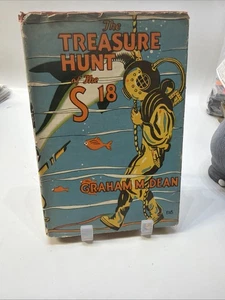 The
TREASURE
HUNT
of The
S 18
GRAHAM M. DEAN